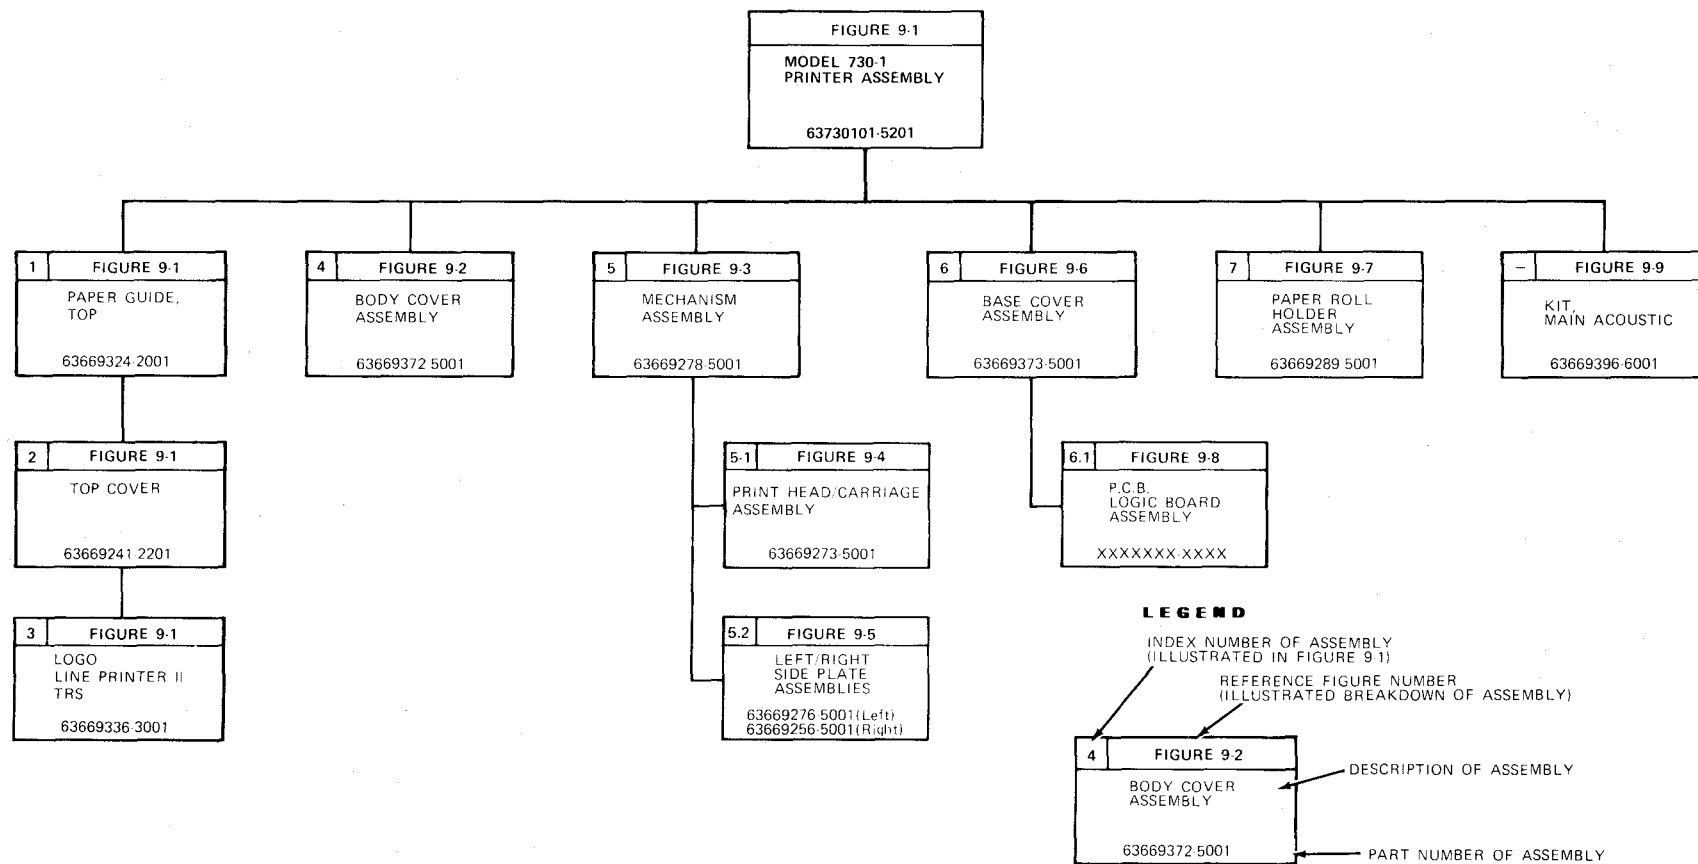 FIGURE 9-1
MODEL 730-1
PRINTER ASSEMBLY
63730101-5201
1 FIGURE 9-1
PAPER GUIDE,
TOP
63669324-2001
4 FIGURE 9-2
BODY COVER
ASSEMBLY
63669372-5001
5 FIGURE 9-3
MECHANISM
ASSEMBLY
63669278-5001
6 FIGURE 9-6
BASE COVER
ASSEMBLY
63669373-5001
7 FIGURE 9-7
PAPER ROLL
HOLDER
ASSEMBLY
63669289 5001
– FIGURE 9-9
KIT,
MAIN ACOUSTIC
63669396-6001
2 FIGURE 9-1
TOP COVER
63669241-2201
5-1 FIGURE 9-4
PRINT HEAD/CARRIAGE
ASSEMBLY
63669273-5001
6.1 FIGURE 9-8
P.C.B.
LOGIC BOARD
ASSEMBLY
XXXXXXX-XXXX
3 FIGURE 9-1
LOGO
LINE PRINTER II
TRS
63669336-3001
5.2 FIGURE 9-5
LEFT/RIGHT
SIDE PLATE
ASSEMBLIES
63669276-5001(Left)
63669256-5001(Right)
LEGEND
INDEX NUMBER OF ASSEMBLY
(ILLUSTRATED IN FIGURE 9-1)
REFERENCE FIGURE NUMBER
(ILLUSTRATED BREAKDOWN OF ASSEMBLY)
4 FIGURE 9-2
BODY COVER
ASSEMBLY
63669372-5001
DESCRIPTION OF ASSEMBLY
PART NUMBER OF ASSEMBLY